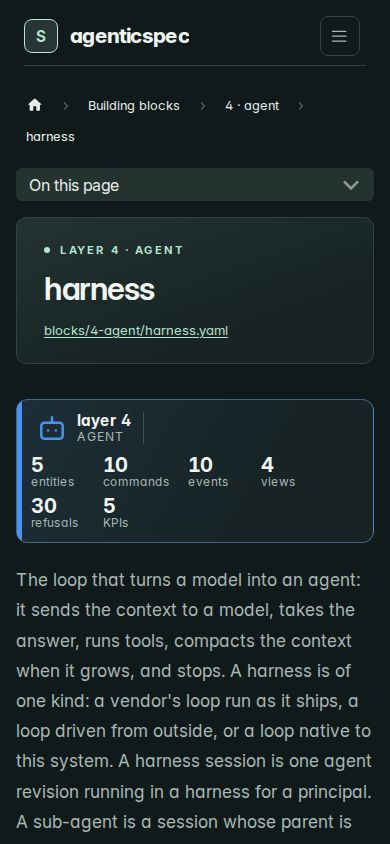 S agenticspec
Building blocks 4 · agent
harness
On this page
LAYER 4 · AGENT
harness
blocks/4-agent/harness.yaml
layer 4
AGENT
5 10 10 4
entities commands events views
30 5
refusals KPIs
The loop that turns a model into an agent:
it sends the context to a model, takes the
answer, runs tools, compacts the context
when it grows, and stops. A harness is of
one kind: a vendor's loop run as it ships, a
loop driven from outside, or a loop native to
this system. A harness session is one agent
revision running in a harness for a principal.
A sub-agent is a session whose parent is